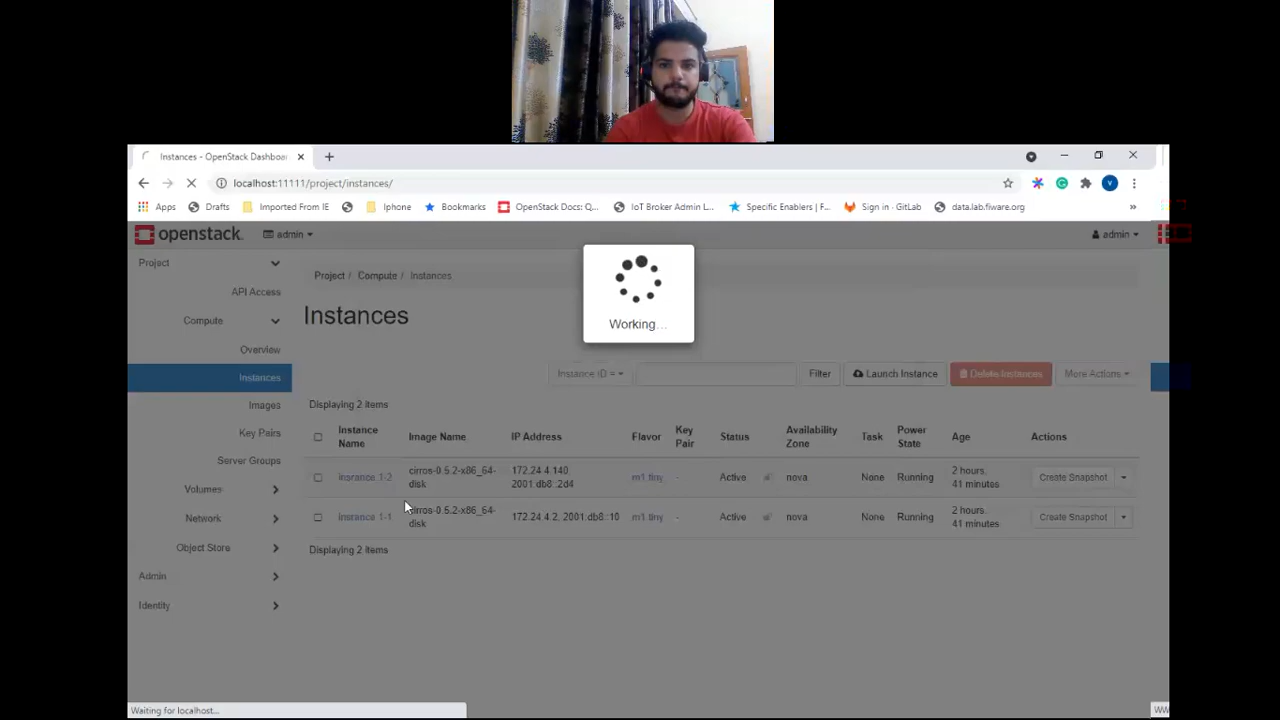 Instances - OpenStack Dashboa
localhost:11111/project/instances/
Apps Drafts Imported From IE Iphone Bookmarks OpenStack Docs: Q... IoT Broker Admin L... Specific Enablers | F... Sign in · GitLab data.lab.fiware.org »
openstack. admin admin
Project
API Access
Compute
Overview
Instances
Images
Key Pairs
Server Groups
Volumes
Network
Object Store
Admin
Identity
Project / Compute / Instances
Instances
Working...
Instance ID = Filter Launch Instance Delete Instances More Actions
Displaying 2 items
Instance Name Image Name IP Address Flavor Key Pair Status Availability Zone Task Power State Age Actions
Instance 1-2 cirros-0.5.2-x86_64-disk 172.24.4.140, 2001:db8::2d4 m1.tiny - Active nova None Running 2 hours, 41 minutes Create Snapshot
Instance 1-1 cirros-0.5.2-x86_64-disk 172.24.4.2, 2001:db8::10 m1.tiny - Active nova None Running 2 hours, 41 minutes Create Snapshot
Displaying 2 items
Waiting for localhost...